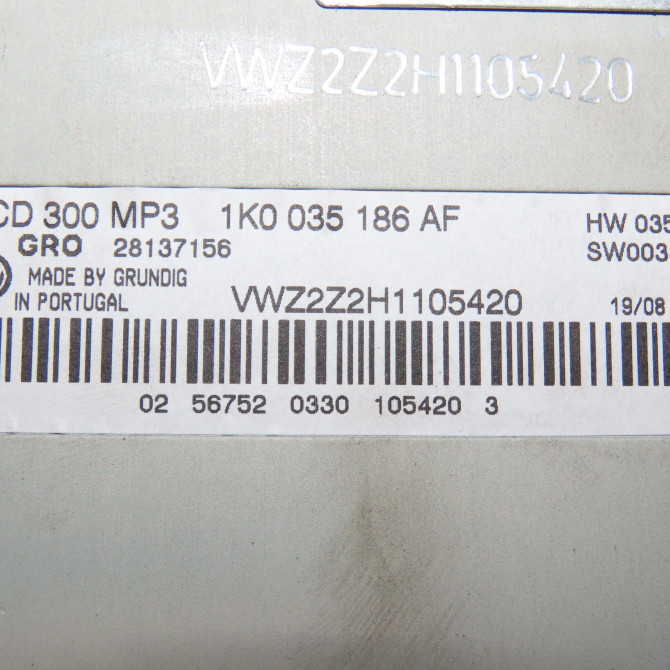 VWZ2Z2H1105420
CD 300 MP3 1K0 035 186 AF HW 035
GRO 28137156 SW003
MADE BY GRUNDIG
IN PORTUGAL VWZ2Z2H1105420 19/08
02 56752 0330 105420 3